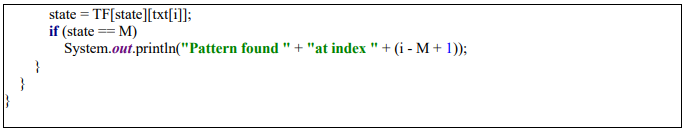 state = TF[state][txt[i]];
if (state == M)
System.out.println("Pattern found " + "at index " + (i - M + 1));
}
}
}